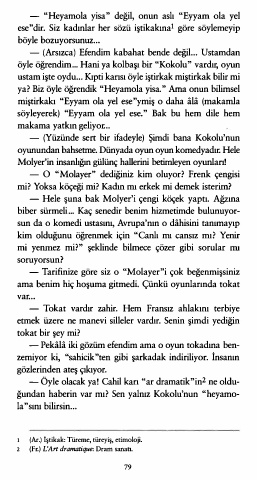 — "Heyamola yisa" değil, onun aslı "Eyyam ola yel
ese"dir. Siz kadınlar her sözü iştikakına¹ göre söylemeyip
böyle bozuyorsunuz...
— (Arsızca) Efendim kabahat bende değil... Ustamdan
öyle öğrendim... Hani ya kolbaşı bir "Kokolu" vardır, oyun
ustam işte oydu... Kıptı karısı öyle iştirkak miştirkak bilir mi
ya? Biz öyle öğrendik "Heyamola yisa." Ama onun bilimsel
miştirkakı "Eyyam ola yel ese"ymiş o daha âlâ (makamla
söyleyerek) "Eyyam ola yel ese." Bak bu hem dile hem
makama yatkın geliyor...
— (Yüzünde sert bir ifadeyle) Şimdi bana Kokolu'nun
oyunundan bahsetme. Dünyada oyun oyun komedyadır. Hele
Molyer'in insanlığın gülünç hallerini betimleyen oyunları!
— O "Molayer" dediğiniz kim oluyor? Frenk çengisi
mi? Yoksa köçeği mi? Kadın mı erkek mi demek isterim?
— Hele şuna bak Molyer'i çengi köçek yaptı. Ağzına
biber sürmeli... Kaç senedir benim hizmetimde bulunuyor-
sun da o komedi ustasını, Avrupa'nın o dâhisini tanımayıp
kim olduğunu öğrenmek için "Canlı mı cansız mı? Yenir
mi yenmez mi?" şeklinde bilmece çözer gibi sorular mı
soruyorsun?
— Tarifinize göre siz o "Molayer"i çok beğenmişsiniz
ama benim hiç hoşuma gitmedi. Çünkü oyunlarında tokat
var...
— Tokat vardır zahir. Hem Fransız ahlakını terbiye
etmek üzere ne manevi silleler vardır. Senin şimdi yediğin
tokat bir şey mi?
— Pekâlâ iki gözüm efendim ama o oyun tokadına ben-
zemiyor ki, "sahicik"ten gibi şarkadak indiriliyor. İnsanın
gözlerinden ateş çıkıyor.
— Öyle olacak ya! Cahil karı "ar dramatik"in² ne oldu-
ğundan haberin var mı? Sen yalnız Kokolu'nun "heyamo-
la"sını bilirsin...
1 (Ar.) İştikak: Türeme, türeyiş, etimoloji.
2 (Fr.) L'Art dramatique: Dram sanatı.
79